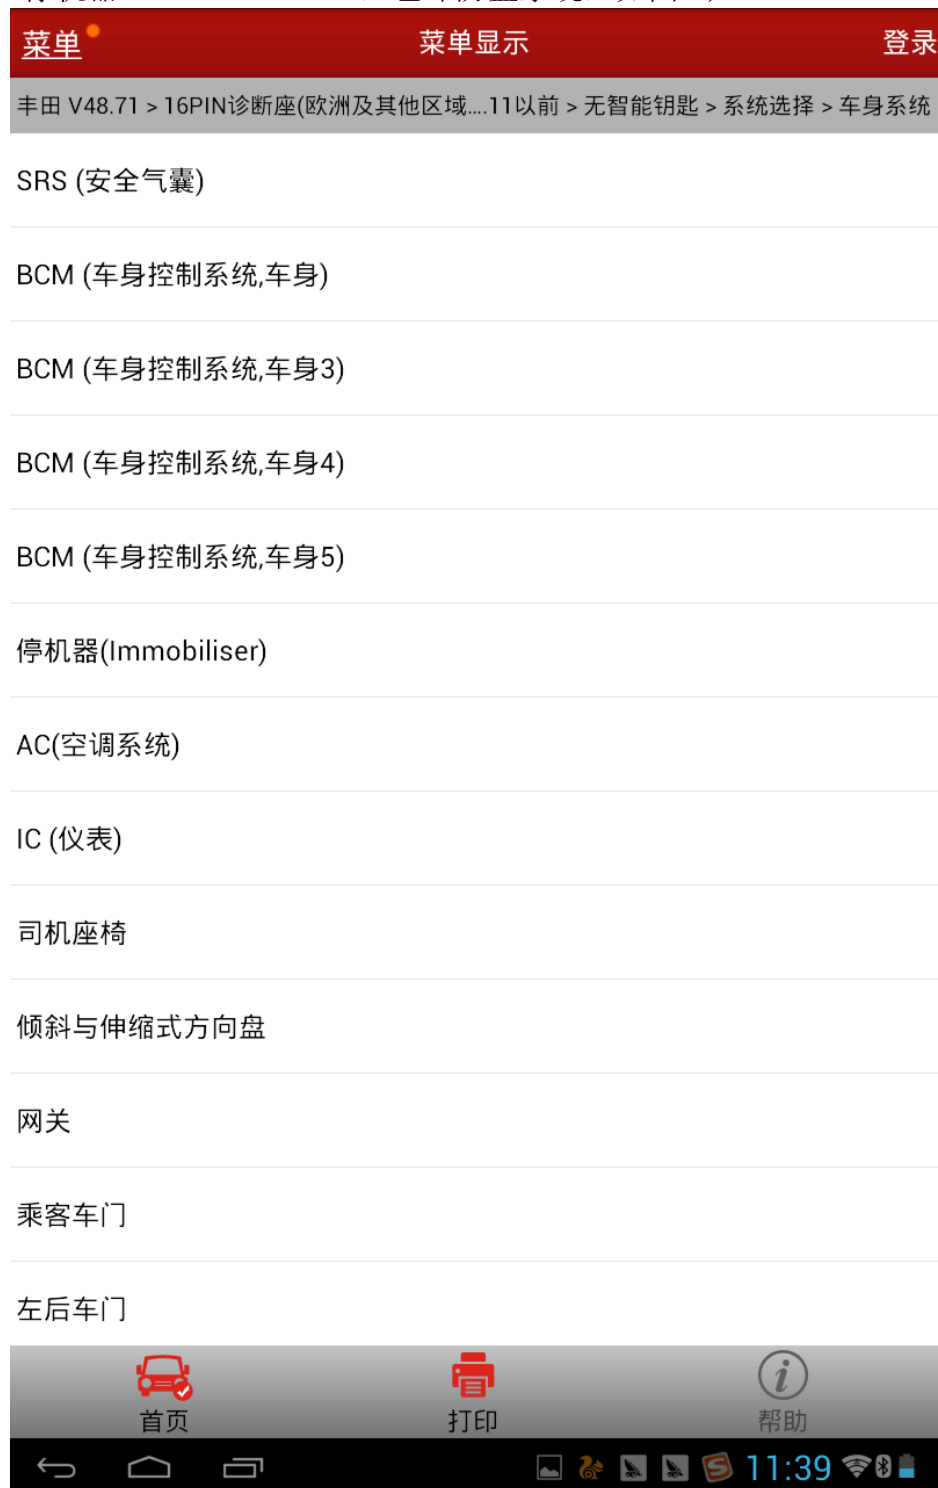 菜单
菜单显示
登录
丰田 V48.71 > 16PIN诊断座(欧洲及其他区域....11以前 > 无智能钥匙 > 系统选择 > 车身系统
SRS (安全气囊)
BCM (车身控制系统,车身)
BCM (车身控制系统,车身3)
BCM (车身控制系统,车身4)
BCM (车身控制系统,车身5)
停机器(Immobiliser)
AC(空调系统)
IC (仪表)
司机座椅
倾斜与伸缩式方向盘
网关
乘客车门
左后车门
首页
打印
帮助
11:39